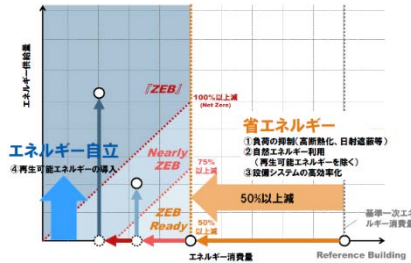 エネルギー供給量
『ZEB』
100%以上減
(Net Zero)
省エネルギー
①負荷の抑制(高断熱化、日射遮蔽等)
②自然エネルギー利用
(再生可能エネルギーを除く)
③設備システムの高効率化
エネルギー自立
④再生可能エネルギーの導入
Nearly
ZEB
75%
以上減
50%以上減
ZEB
Ready
50%
以上減
基準一次エネ
ルギー消費量
エネルギー消費量
Reference Building